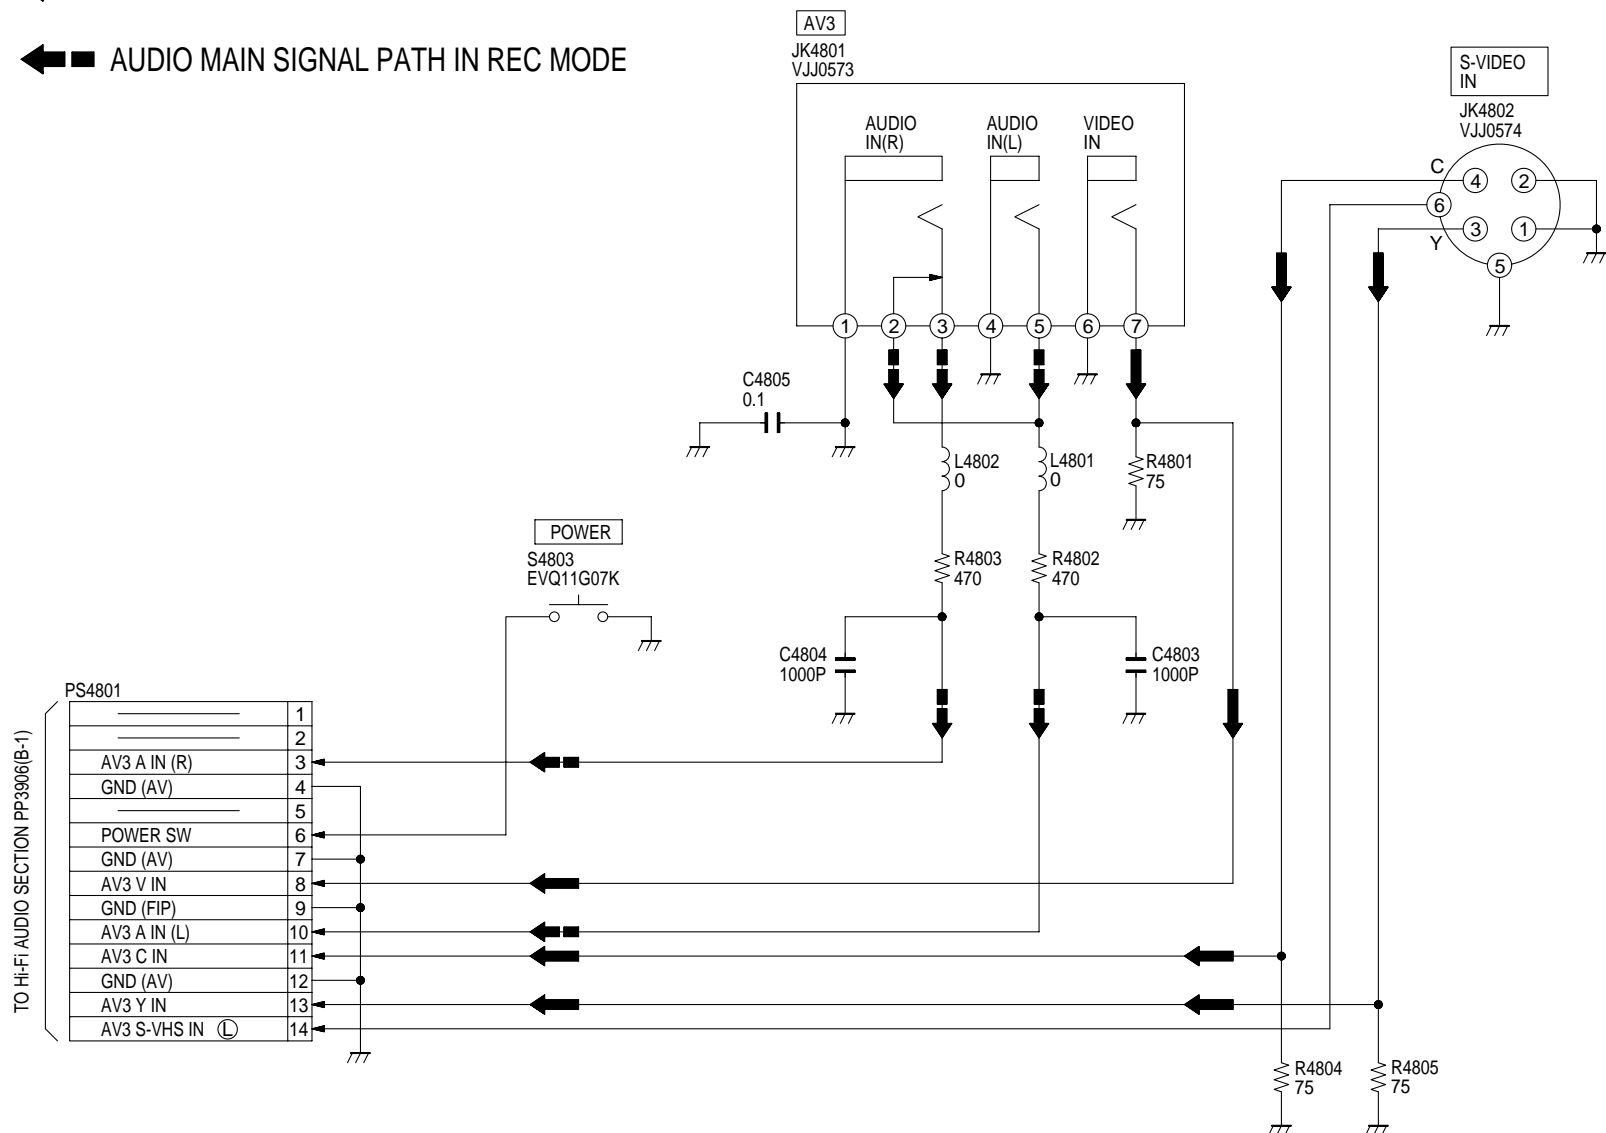 AUDIO MAIN SIGNAL PATH IN REC MODE
AV3
JK4801
VJJ0573
AUDIO
IN(R)
AUDIO
IN(L)
VIDEO
IN
1
2
3
4
5
6
7
S-VIDEO
IN
JK4802
VJJ0574
C
4
2
6
3
1
Y
5
C4805
0.1
L4802
0
L4801
0
R4801
75
POWER
S4803
EVQ11G07K
R4803
470
R4802
470
C4804
1000P
C4803
1000P
PS4801
TO Hi-Fi AUDIO SECTION PP3906(B-1)
1
2
AV3 A IN (R) 3
GND (AV) 4
5
POWER SW 6
GND (AV) 7
AV3 V IN 8
GND (FIP) 9
AV3 A IN (L) 10
AV3 C IN 11
GND (AV) 12
AV3 Y IN 13
AV3 S-VHS IN Ⓛ 14
R4804
75
R4805
75